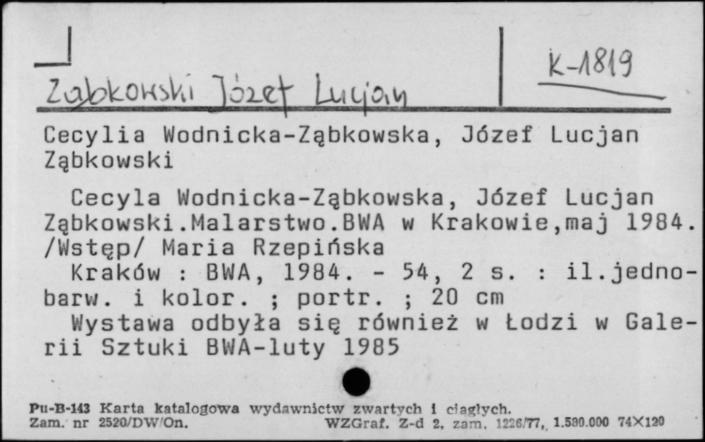 K-1819
Ząbkowski Józef Lucjan
Cecylia Wodnicka-Ząbkowska, Józef Lucjan
Ząbkowski
Cecyla Wodnicka-Ząbkowska, Józef Lucjan
Ząbkowski.Malarstwo.BWA w Krakowie,maj 1984.
/Wstęp/ Maria Rzepińska
Kraków : BWA, 1984. - 54, 2 s. : il.jedno-
barw. i kolor. ; portr. ; 20 cm
Wystawa odbyła się również w Łodzi w Gale-
rii Sztuki BWA-luty 1985
Pu-B-143 Karta katalogowa wydawnictw zwartych i ciągłych.
Zam. nr 2520/DW/On. WZGraf. Z-d 2, zam. 1226/77, 1.530.000 74X120